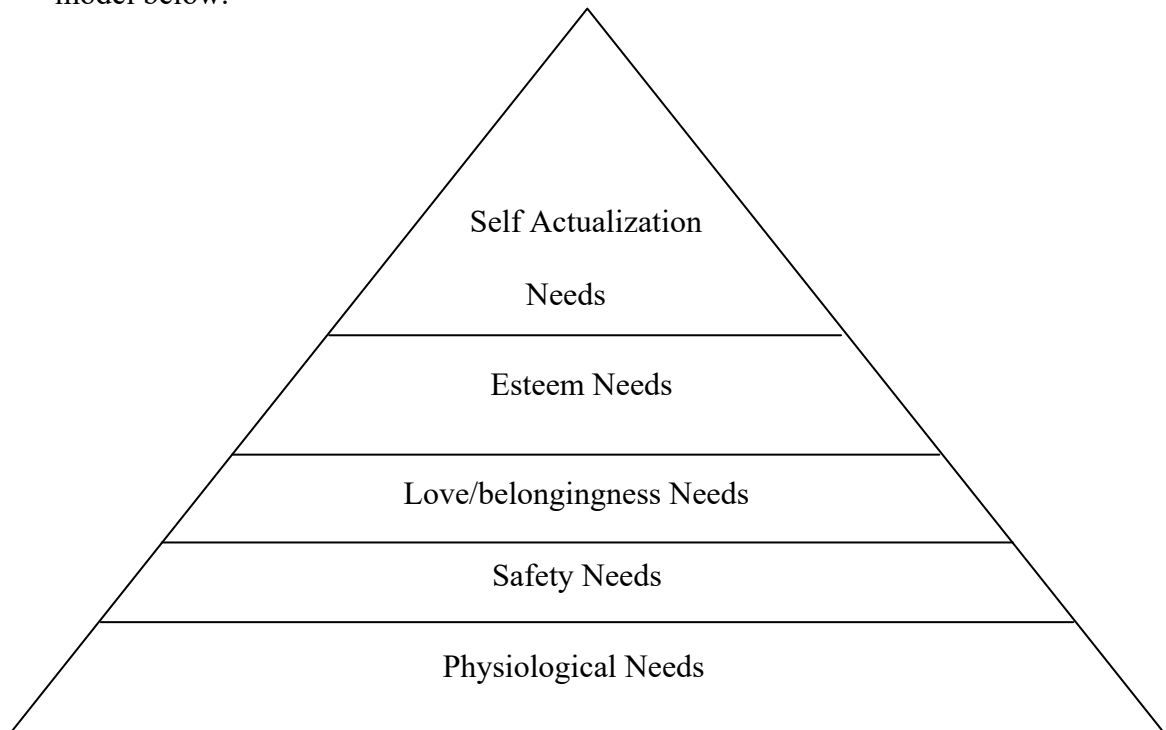 model below:
Self Actualization
Needs
Esteem Needs
Love/belongingness Needs
Safety Needs
Physiological Needs